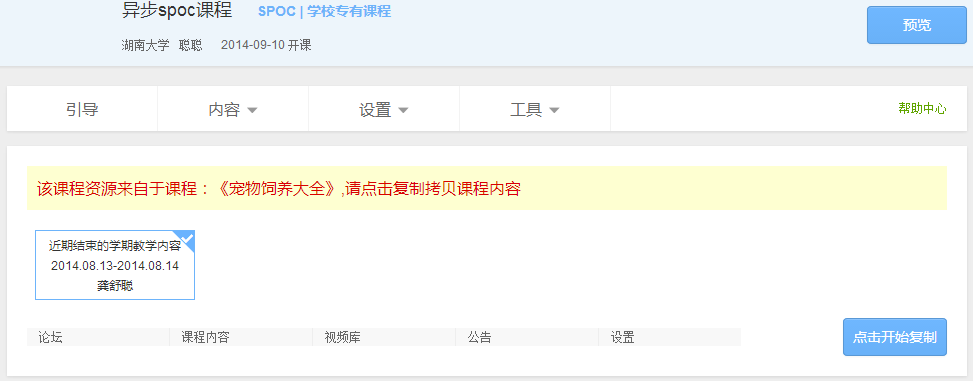 异步spoc课程 SPOC | 学校专有课程
预览
湖南大学 聪聪 2014-09-10 开课
引导 内容 设置 工具 帮助中心
该课程资源来自于课程：《宠物饲养大全》,请点击复制拷贝课程内容
近期结束的学期教学内容
2014.08.13-2014.08.14
龚舒聪
论坛 课程内容 视频库 公告 设置 点击开始复制